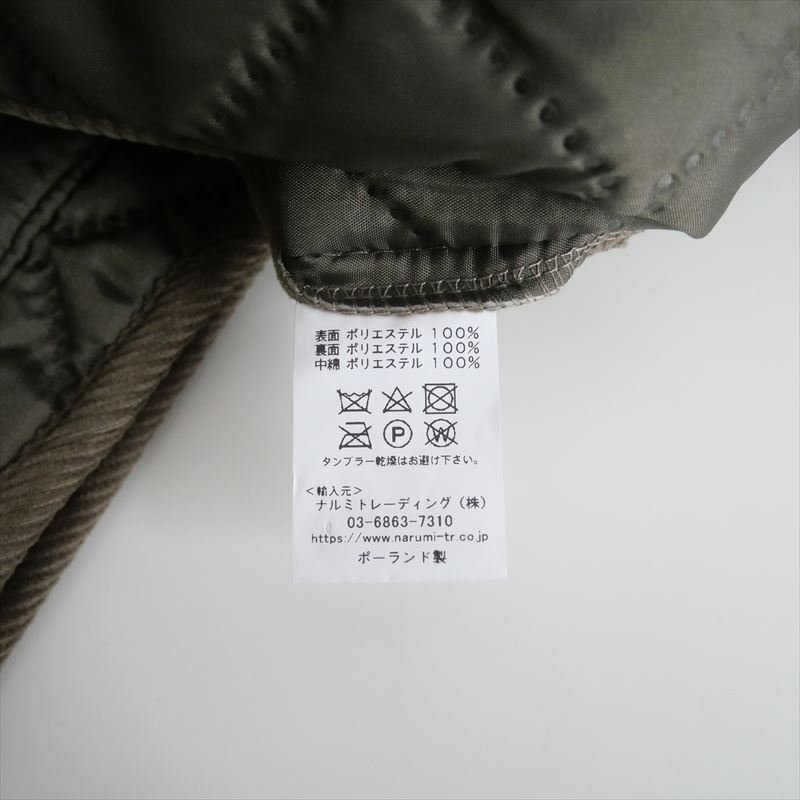 表面 ポリエステル 100%
裏面 ポリエステル 100%
中綿 ポリエステル 100%
P W
タンブラー乾燥はお避け下さい。
<輸入元>
ナルミトレーディング(株)
03-6863-7310
https://www.narumi-tr.co.jp
ポーランド製